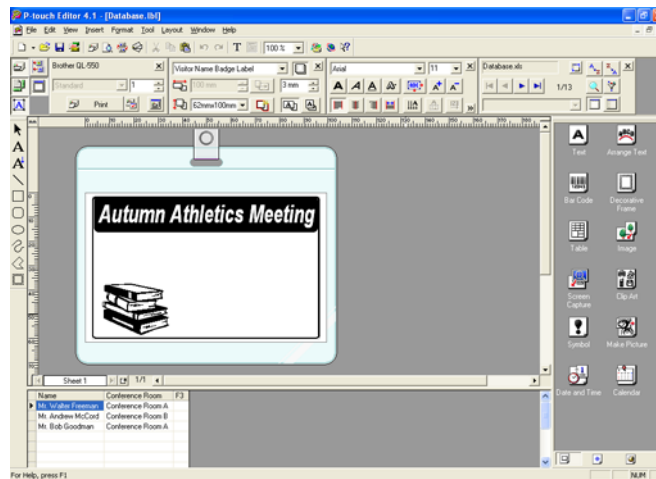 P-touch Editor 4.1 - [Database.lbl]
File Edit View Insert Format Tool Layout Window Help
100 %
Brother QL-550
Visitor Name Badge Label
Arial
11
Database.xls
Standard
1
100 mm
3 mm
1/13
Print
62mmx100mm
Text
Arrange Text
Autumn Athletics Meeting
Bar Code
Decorative Frame
Table
Image
Screen Capture
Clip Art
Symbol
Make Picture
Sheet 1
1/1
Date and Time
Calendar
Name Conference Room F3
Mr. Walter Freeman Conference Room A
Mr. Andrew McCord Conference Room B
Mr. Bob Goodman Conference Room A
For Help, press F1
NUM